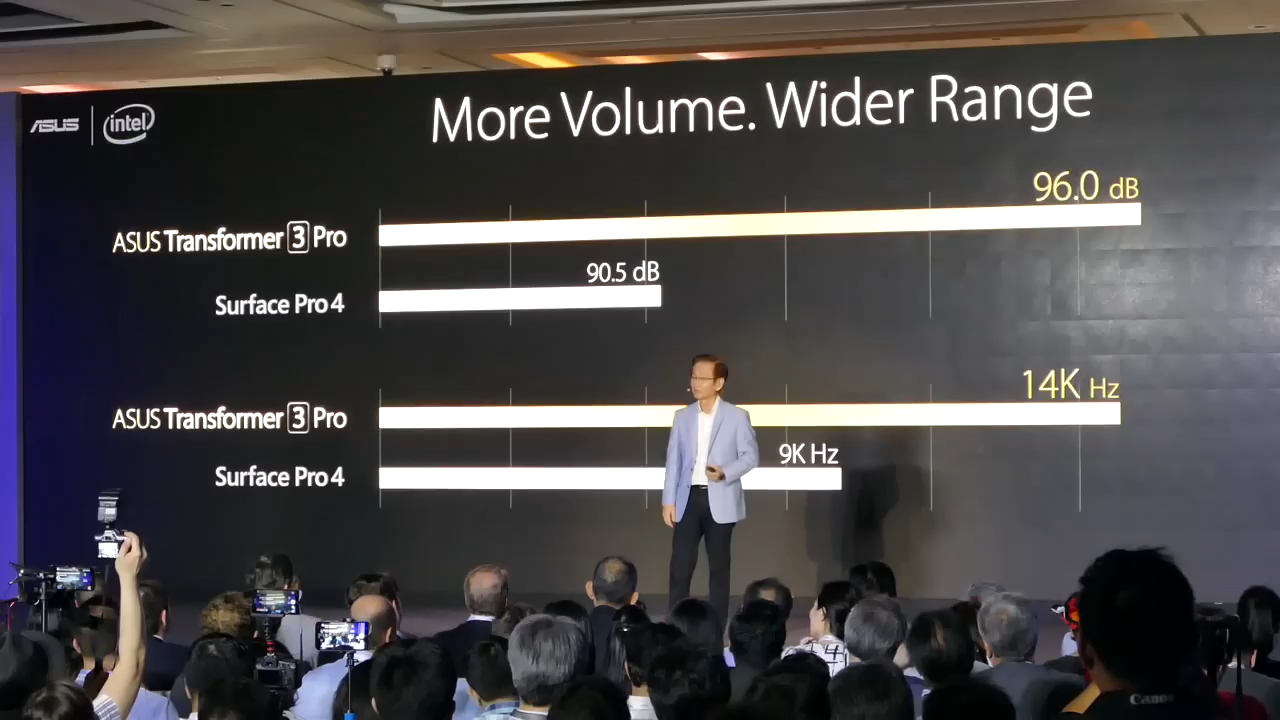 ASUS
intel
More Volume. Wider Range
96.0 dB
ASUS Transformer 3 Pro
90.5 dB
Surface Pro 4
14K Hz
ASUS Transformer 3 Pro
9K Hz
Surface Pro 4
Canon